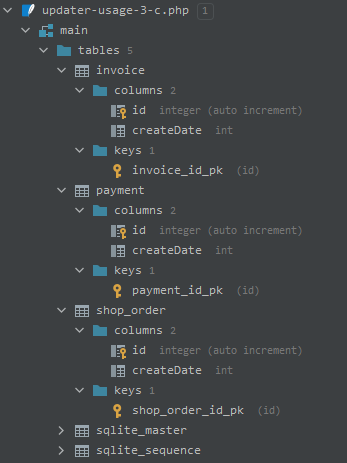 updater-usage-3-c.php 1
main
tables 5
invoice
columns 2
id integer (auto increment)
createDate int
keys 1
invoice_id_pk (id)
payment
columns 2
id integer (auto increment)
createDate int
keys 1
payment_id_pk (id)
shop_order
columns 2
id integer (auto increment)
createDate int
keys 1
shop_order_id_pk (id)
sqlite_master
sqlite_sequence